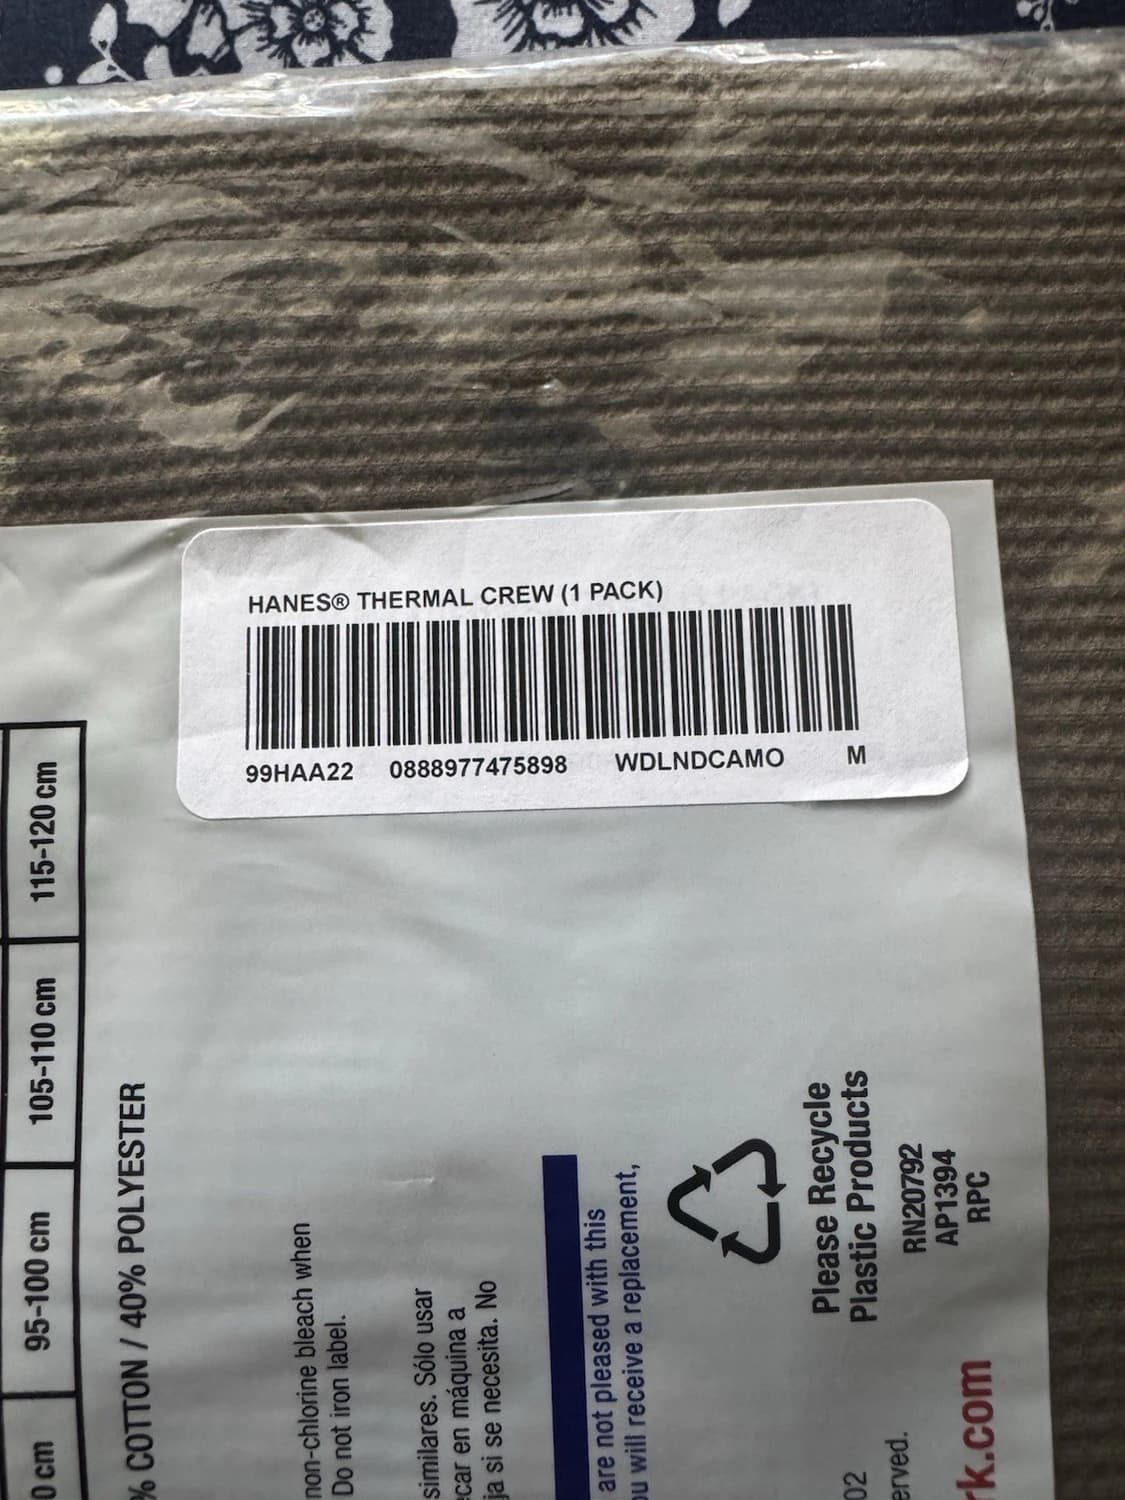 HANES® THERMAL CREW (1 PACK)
99HAA22 0888977475898 WDLNDCAMO M
115-120 cm
105-110 cm
95-100 cm
cm
% COTTON / 40% POLYESTER
non-chlorine bleach when
Do not iron label.
similares. Sólo usar
en máquina a
si se necesita. No
are not pleased with this
will receive a replacement,
Please Recycle
Plastic Products
RN20792
AP1394
RPC
02
erved.
rk.com